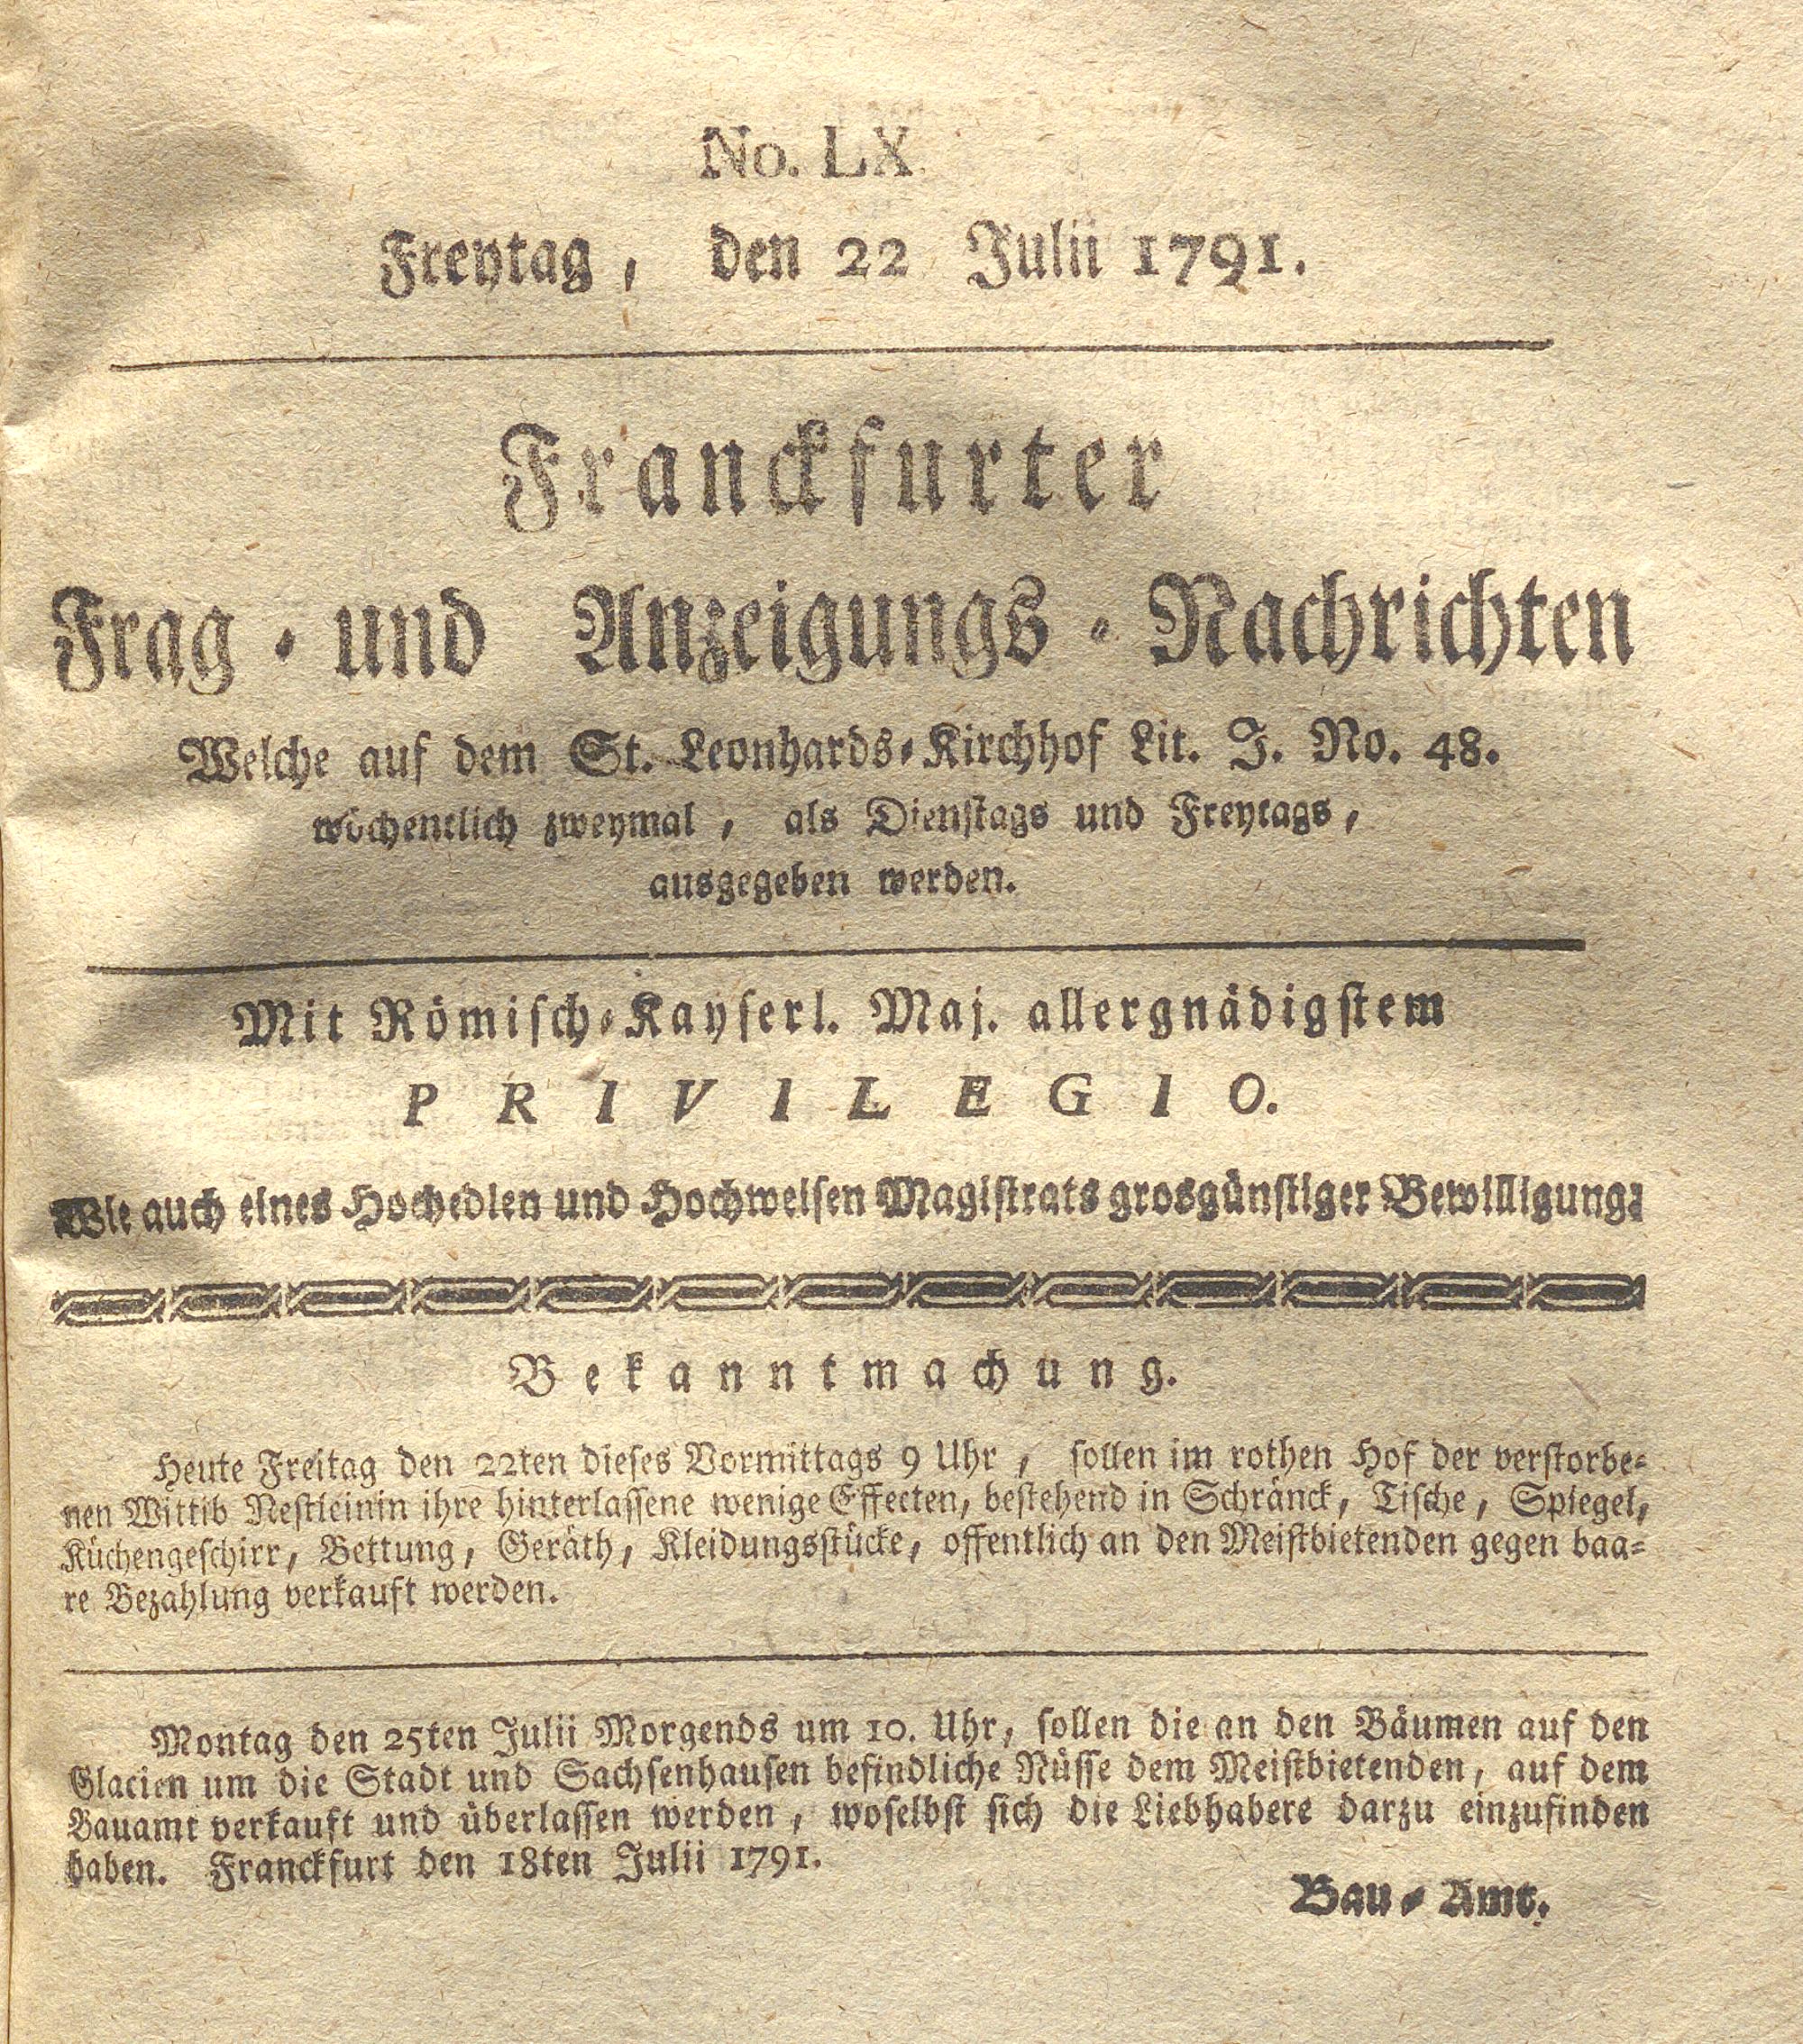 No. LX.
Freytag, den 22 Julii 1791.
Franckfurter
Frag- und Anzeigungs-Nachrichten
Welche auf dem St. Leonhards-Kirchhof Lit. J. No. 48.
wöchentlich zweymal, als Dienstags und Freytags,
ausgegeben werden.
Mit Römisch-Kayserl. Maj. allergnädigstem
PRIVILEGIO.
Wie auch eines Hochedlen und Hochweisen Magistrats grosgünstiger Bewilligung.
Bekanntmachung.
Heute Freitag den 22ten dieses Vormittags 9 Uhr, sollen im rothen Hof der verstorbe-
nen Wittib Nestleinin ihre hinterlassene wenige Effecten, bestehend in Schränck, Tische, Spiegel,
Küchengeschirr, Bettung, Geräth, Kleidungsstücke, offentlich an den Meistbietenden gegen baa-
re Bezahlung verkauft werden.
Montag den 25ten Julii Morgends um 10. Uhr, sollen die an den Bäumen auf den
Glacien um die Stadt und Sachsenhausen befindliche Nüsse dem Meistbietenden, auf dem
Bauamt verkauft und überlassen werden, woselbst sich die Liebhabere darzu einzufinden
haben. Franckfurt den 18ten Julii 1791.
Bau-Amt.